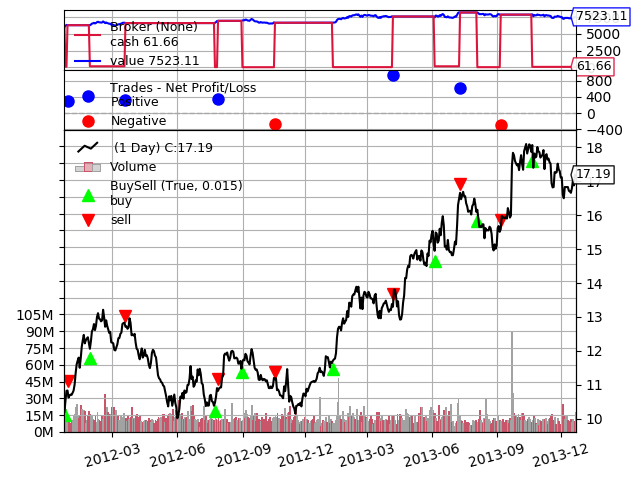 Broker (None)
cash 61.66
value 7523.11
7523.11
5000
2500
61.66
Trades - Net Profit/Loss
Positive
Negative
800
400
0
−400
(1 Day) C:17.19
Volume
BuySell (True, 0.015)
buy
sell
18
17.19
16
15
14
13
12
11
10
105M
90M
75M
60M
45M
30M
15M
0M
2012-03
2012-06
2012-09
2012-12
2013-03
2013-06
2013-09
2013-12